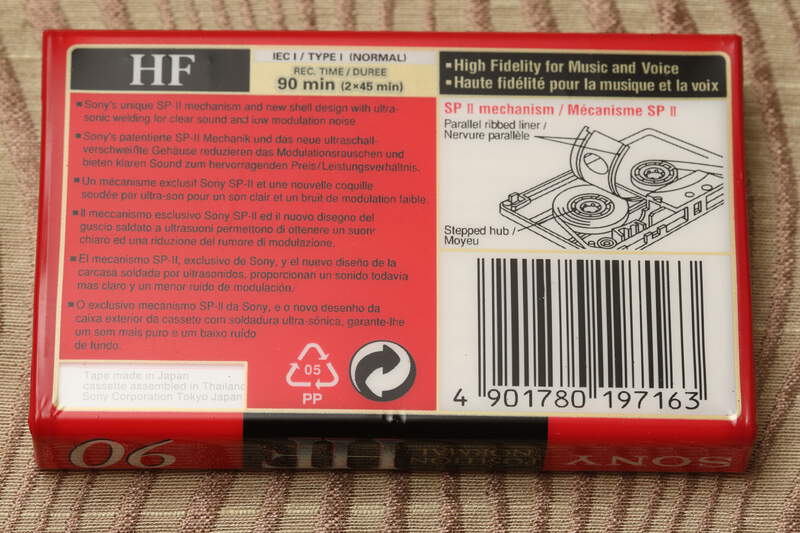 HF
IEC I / TYPE I (NORMAL)
REC. TIME / DUREE
90 min (2×45 min)
▪Sony's unique SP-II mechanism and new shell design with ultra-
sonic welding for clear sound and low modulation noise.
▪Sony's patentierte SP-II Mechanik und das neue ultraschall-
verschweißte Gehäuse reduzieren das Modulationsrauschen und
bieten klaren Sound zum hervorragenden Preis/Leistungsverhältnis.
▪Un mécanisme exclusif Sony SP-II et une nouvelle coquille
soudée par ultra-son pour un son clair et un bruit de modulation faible.
▪Il meccanismo esclusivo Sony SP-II ed il nuovo disegno del
guscio saldato a ultrasuoni permettono di ottenere un suono
chiaro ed una riduzione del rumore di modulazione.
▪El mecanismo SP-II, exclusivo de Sony, y el nuevo diseño de la
carcasa soldada por ultrasonidos, proporcionan un sonido todavia
mas claro y un menor ruido de modulación.
▪O exclusivo mecanismo SP-II da Sony, e o novo desenho da
caixa exterior da cassete com soldadura ultra-sónica, garante-lhe
um som mais puro e um baixo ruído
de fundo.
Tape made in Japan
cassette assembled in Thailand
Sony Corporation Tokyo Japan
05
PP
▪High Fidelity for Music and Voice
▪Haute fidélité pour la musique et la voix
SP II mechanism / Mécanisme SP II
Parallel ribbed liner /
Nervure parallèle
Stepped hub /
Moyeu
4 901780 197163
90
HF
POSITION
NORMAL
SONY